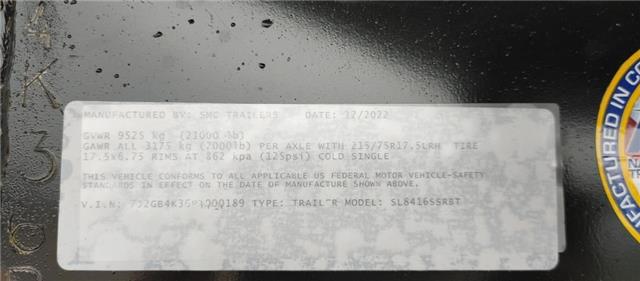 4
K
3
6
MANUFACTURED BY: SMC TRAILERS DATE: 12/2022
GVWR 9525 kg (21000 lb)
GAWR ALL 3175 kg (7000lb) PER AXLE WITH 215/75R17.5LRH TIRE
17.5x6.75 RIMS AT 862 kpa (125psi) COLD SINGLE
THIS VEHICLE CONFORMS TO ALL APPLICABLE US FEDERAL MOTOR VEHICLE-SAFETY
STANDARDS IN EFFECT ON THE DATE OF MANUFACTURE SHOWN ABOVE.
V.I.N: TYPE: TRAILER MODEL: SL8416SSRBT